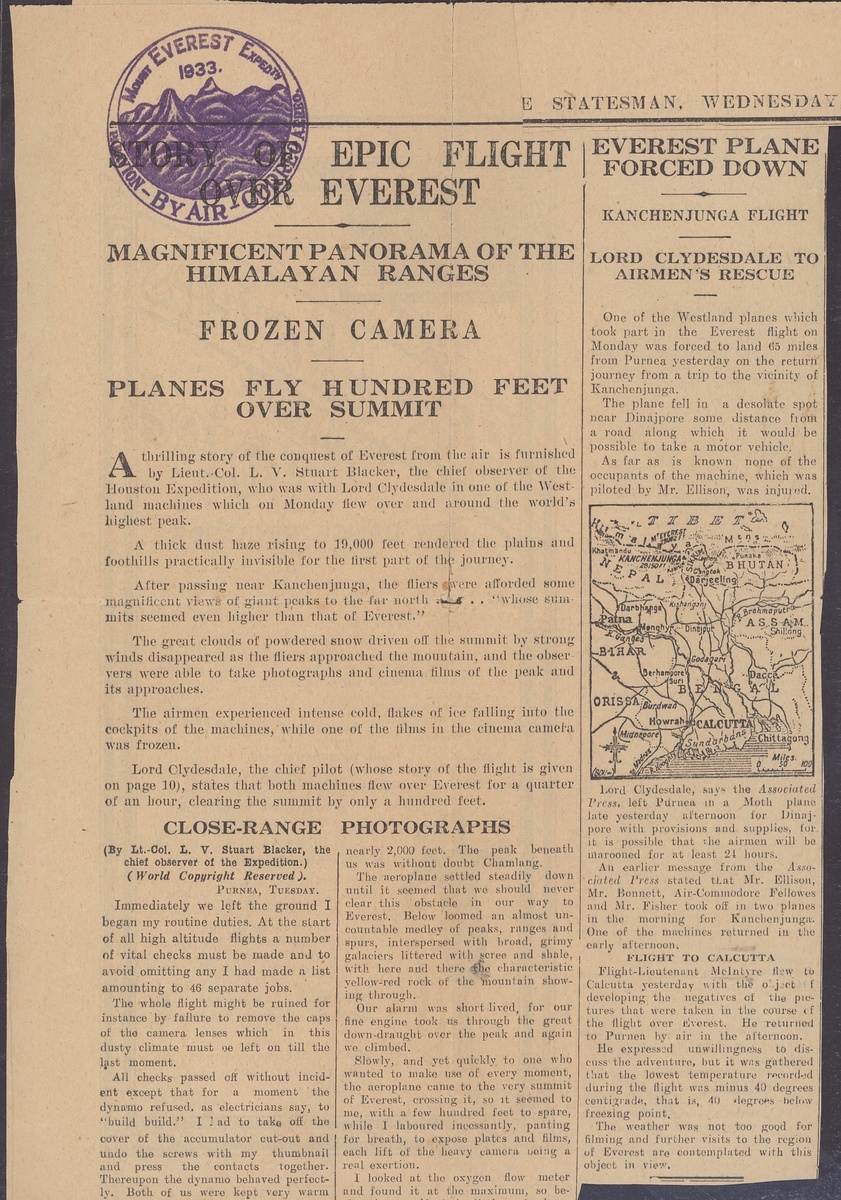 MOUNT EVEREST EXPEDTN
1933.
BY AIR
E STATESMAN, WEDNESDAY
STORY OF EPIC FLIGHT
OVER EVEREST
MAGNIFICENT PANORAMA OF THE
HIMALAYAN RANGES
FROZEN CAMERA
PLANES FLY HUNDRED FEET
OVER SUMMIT
A thrilling story of the conquest of Everest from the air is furnished
by Lieut.-Col. L. V. Stuart Blacker, the chief observer of the
Houston Expedition, who was with Lord Clydesdale in one of the West-
land machines which on Monday flew over and around the world's
highest peak.
A thick dust haze rising to 19,000 feet rendered the plains and
foothills practically invisible for the first part of the journey.
After passing near Kanchenjunga, the fliers were afforded some
magnificent views of giant peaks to the far north . . "whose sum-
mits seemed even higher than that of Everest."
The great clouds of powdered snow driven off the summit by strong
winds disappeared as the fliers approached the mountain, and the obser-
vers were able to take photographs and cinema films of the peak and
its approaches.
The airmen experienced intense cold, flakes of ice falling into the
cockpits of the machines, while one of the films in the cinema camera
was frozen.
Lord Clydesdale, the chief pilot (whose story of the flight is given
on page 10), states that both machines flew over Everest for a quarter
of an hour, clearing the summit by only a hundred feet.
CLOSE-RANGE PHOTOGRAPHS
(By Lt.-Col. L. V. Stuart Blacker, the
chief observer of the Expedition.)
(World Copyright Reserved).
PURNEA, TUESDAY.
Immediately we left the ground I
began my routine duties. At the start
of all high altitude flights a number
of vital checks must be made and to
avoid omitting any I had made a list
amounting to 46 separate jobs.
The whole flight might be ruined for
instance by failure to remove the caps
of the camera lenses which in this
dusty climate must be left on till the
last moment.
All checks passed off without incid-
ent except that for a moment the
dynamo refused, as electricians say, to
"build build." I had to take off the
cover of the accumulator cut-out and
undo the screws with my thumbnail
and press the contacts together.
Thereupon the dynamo behaved perfect-
ly. Both of us were kept very warm
nearly 2,000 feet. The peak beneath
us was without doubt Chamlang.
The aeroplane settled steadily down
until it seemed that we should never
clear this obstacle in our way to
Everest. Below loomed an almost un-
countable medley of peaks, ranges and
spurs, interspersed with broad, grimy
galaciers littered with scree and shale,
with here and there the characteristic
yellow-red rock of the mountain show-
ing through.
Our alarm was short-lived, for our
fine engine took us through the great
down-draught over the peak and again
we climbed.
Slowly, and yet quickly to one who
wanted to make use of every moment,
the aeroplane came to the very summit
of Everest, crossing it, so it seemed to
me, with a few hundred feet to spare,
while I laboured incessantly, panting
for breath, to expose plates and films,
each lift of the heavy camera being a
real exertion.
I looked at the oxygen flow meter
and found it at the maximum, so be-
EVEREST PLANE
FORCED DOWN
KANCHENJUNGA FLIGHT
LORD CLYDESDALE TO
AIRMEN'S RESCUE
One of the Westland planes which
took part in the Everest flight on
Monday was forced to land 65 miles
from Purnea yesterday on the return
journey from a trip to the vicinity of
Kanchenjunga.
The plane fell in a desolate spot
near Dinajpore some distance from
a road along which it would be
possible to take a motor vehicle.
As far as is known none of the
occupants of the machine, which was
piloted by Mr. Ellison, was injured.
TIBET
Khatmandu
KANCHENJUNGA
Punaka
NEPAL
BHUTAN
Darjeeling
Darbhanga
Kishanganj
Brahmaputra
Patna
ASSAM
Shillong
Monghyr
Dinajpur
Ganges
BIHAR
Godagari
Berhampore
Suri
Dacca
BENGAL
ORISSA
Burdwan
Howrah
CALCUTTA
Midnapore
Sundarbans
Chittagong
Miles.
0 50 100
Lord Clydesdale, says the Associated
Press, left Purnea in a Moth plane
late yesterday afternoon for Dinaj-
pore with provisions and supplies, for
it is possible that the airmen will be
marooned for at least 24 hours.
An earlier message from the Asso-
ciated Press stated that Mr. Ellison,
Mr. Bonnett, Air-Commodore Fellowes
and Mr. Fisher took off in two planes
in the morning for Kanchenjunga.
One of the machines returned in the
early afternoon.
FLIGHT TO CALCUTTA
Flight-Lieutenant McIntyre flew to
Calcutta yesterday with the object of
developing the negatives of the pic-
tures that were taken in the course of
the flight over Everest. He returned
to Purnea by air in the afternoon.
He expressed unwillingness to dis-
cuss the adventure, but it was gathered
that the lowest temperature recorded
during the flight was minus 40 degrees
centigrade, that is, 40 degrees below
freezing point.
The weather was not too good for
filming and further visits to the region
of Everest are contemplated with this
object in view.